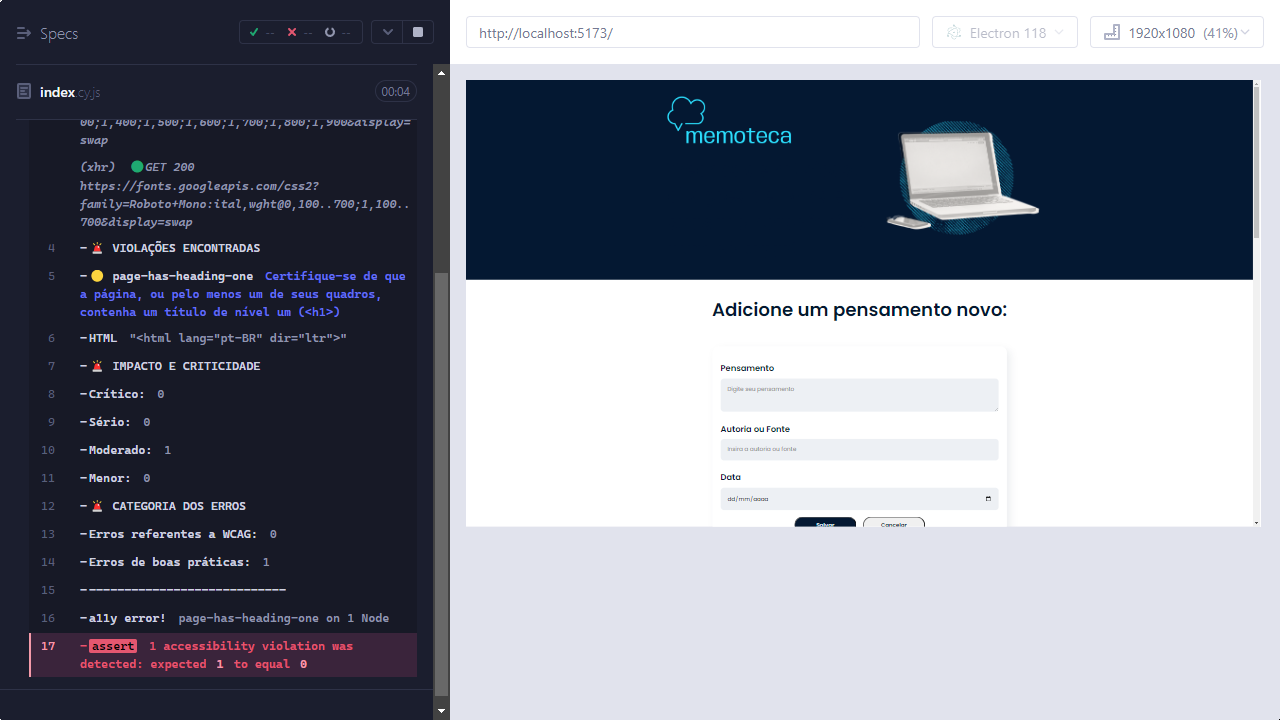 Specs
--
--
--
index.cy.js
00:04
00;1,400;1,500;1,600;1,700;1,800;1,900&display=
swap
(xhr) GET 200
https://fonts.googleapis.com/css2?
family=Roboto+Mono:ital,wght@0,100..700;1,100..
700&display=swap
4 -🚨 VIOLAÇÕES ENCONTRADAS
5 -🟡 page-has-heading-one Certifique-se de que
a página, ou pelo menos um de seus quadros,
contenha um título de nível um (<h1>)
6 -HTML "<html lang="pt-BR" dir="ltr">"
7 -🚨 IMPACTO E CRITICIDADE
8 -Crítico: 0
9 -Sério: 0
10 -Moderado: 1
11 -Menor: 0
12 -🚨 CATEGORIA DOS ERROS
13 -Erros referentes a WCAG: 0
14 -Erros de boas práticas: 1
15 -----------------------------
16 -a11y error! page-has-heading-one on 1 Node
17 -assert 1 accessibility violation was
detected: expected 1 to equal 0
http://localhost:5173/
Electron 118
1920x1080 (41%)
memoteca
Adicione um pensamento novo:
Pensamento
Digite seu pensamento
Autoria ou Fonte
Insira a autoria ou fonte
Data
dd/mm/aaaa
Salvar
Cancelar